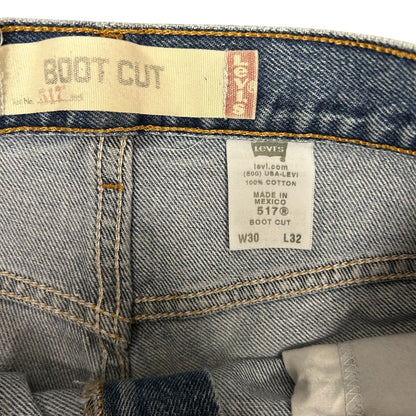 BOOT CUT
Lot No. 517
Levi's
Levi's
levi.com
(800) USA-LEVI
100% COTTON
MADE IN
MEXICO
517®
BOOT CUT
W30 L32